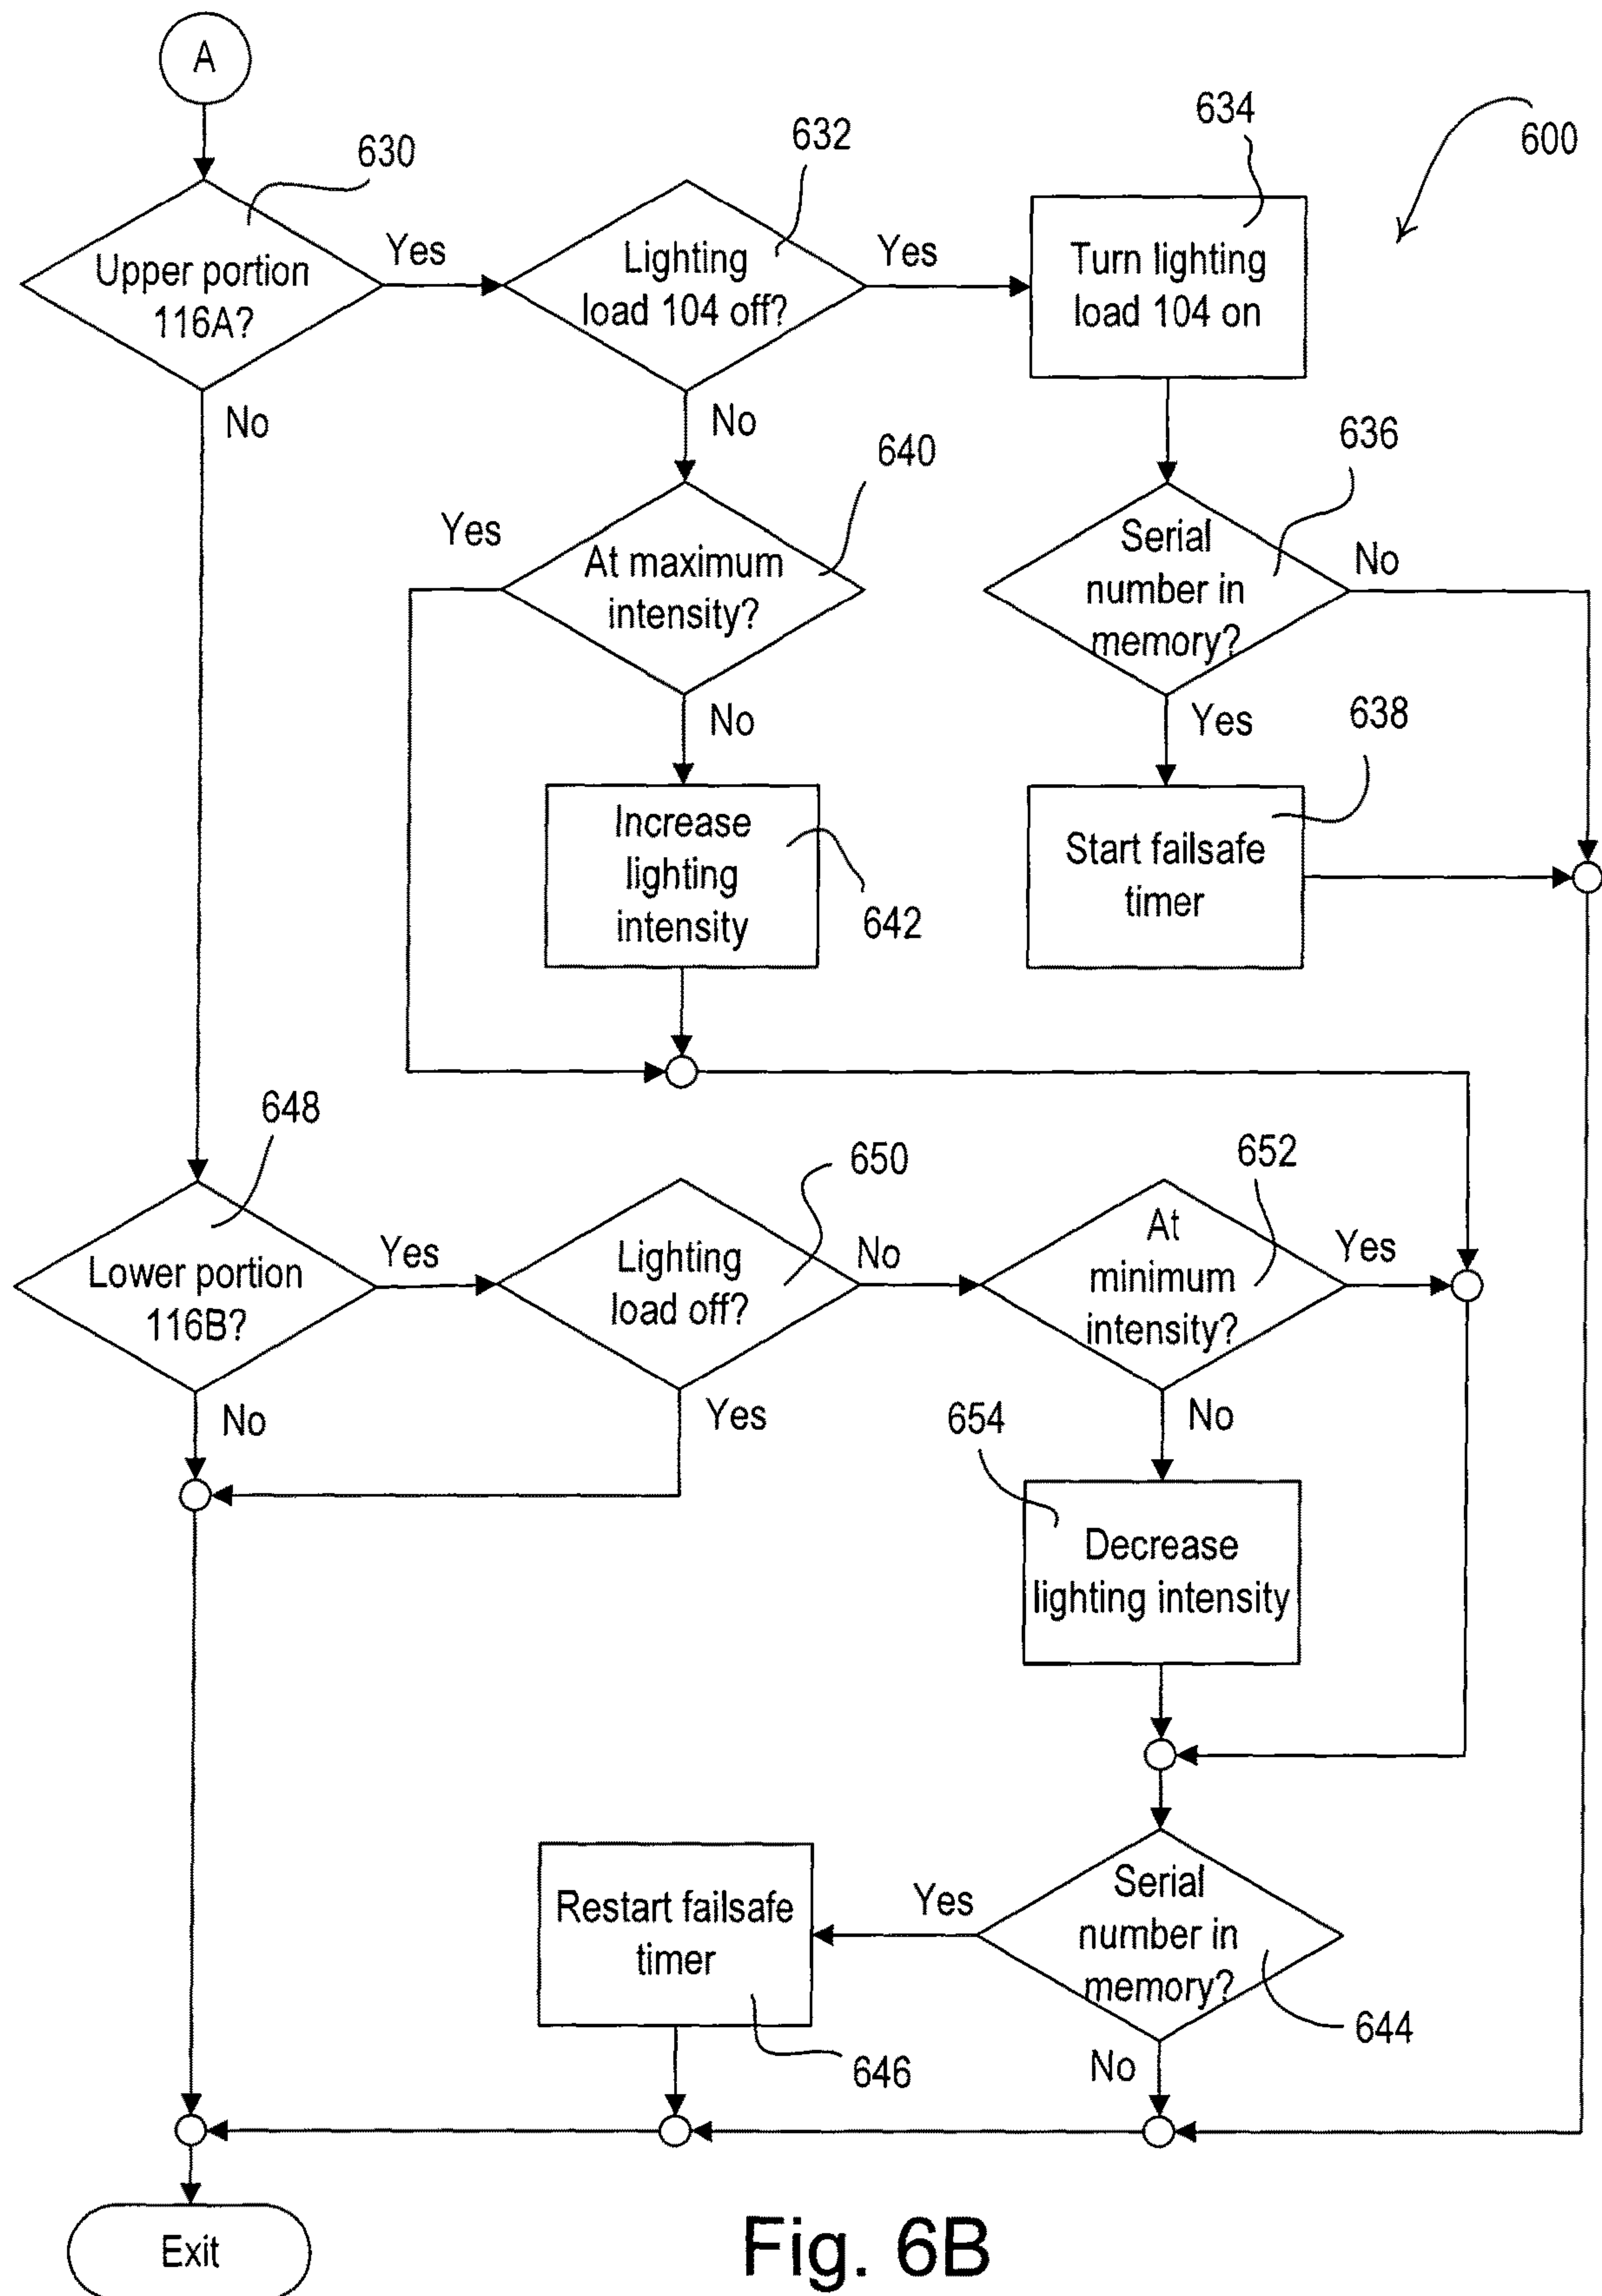 A
630
632
634
600
Upper portion
116A?
Yes
Lighting
load 104 off?
Yes
Turn lighting
load 104 on
No
No
640
636
Yes
At maximum
intensity?
Serial
number in
memory?
No
No
Yes
638
Increase
lighting
intensity
642
Start failsafe
timer
648
650
652
Lower portion
116B?
Yes
Lighting
load off?
No
At
minimum
intensity?
Yes
No
Yes
654
No
Decrease
lighting intensity
Restart failsafe
timer
Yes
Serial
number in
memory?
646
No
644
Exit
Fig. 6B